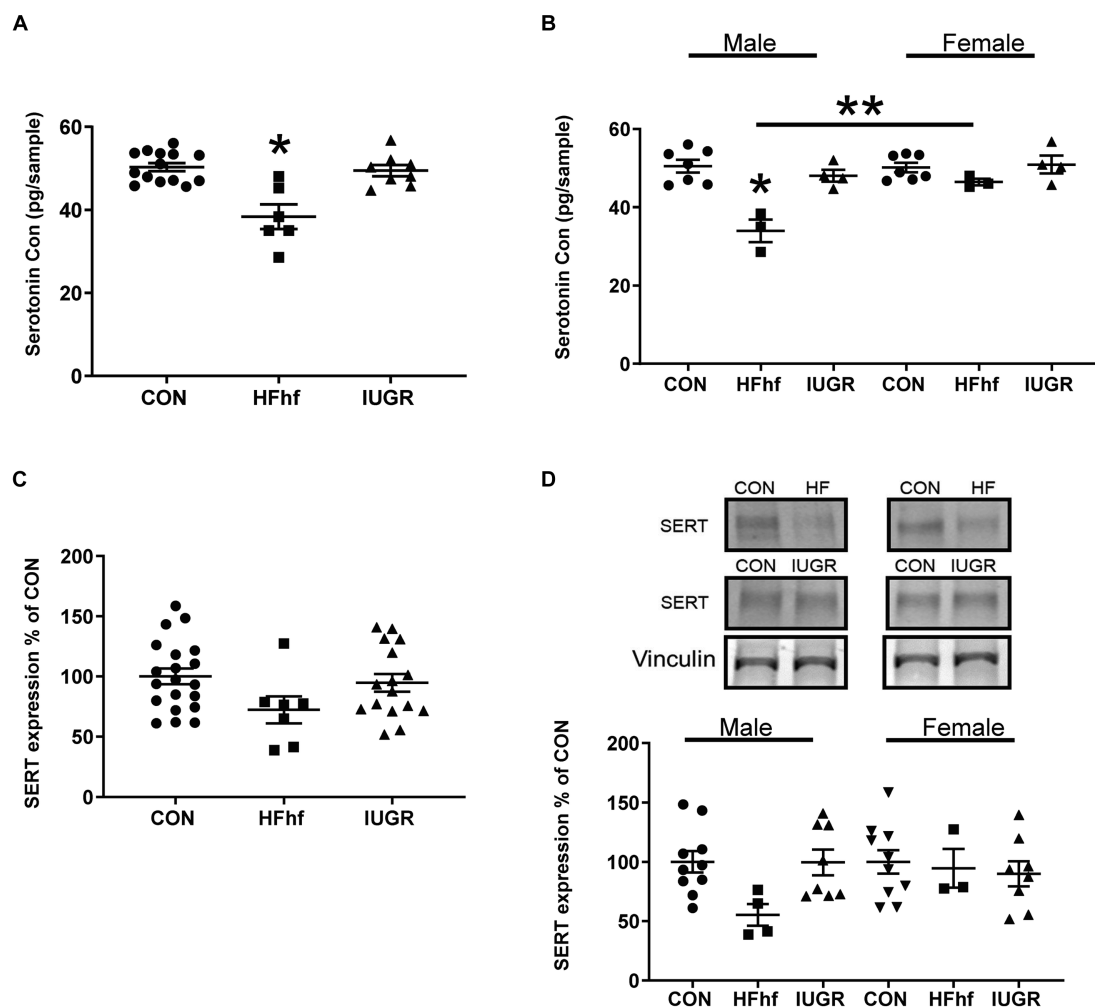 A
Serotonin Con (pg/sample)
60
40
20
0
*
CON HFhf IUGR
B
Male Female
**
Serotonin Con (pg/sample)
60
40
20
0
*
CON HFhf IUGR CON HFhf IUGR
C
SERT expression % of CON
200
150
100
50
0
CON HFhf IUGR
D
CON HF CON HF
SERT
CON IUGR CON IUGR
SERT
Vinculin
Male Female
SERT expression % of CON
200
150
100
50
0
CON HFhf IUGR CON HFhf IUGR